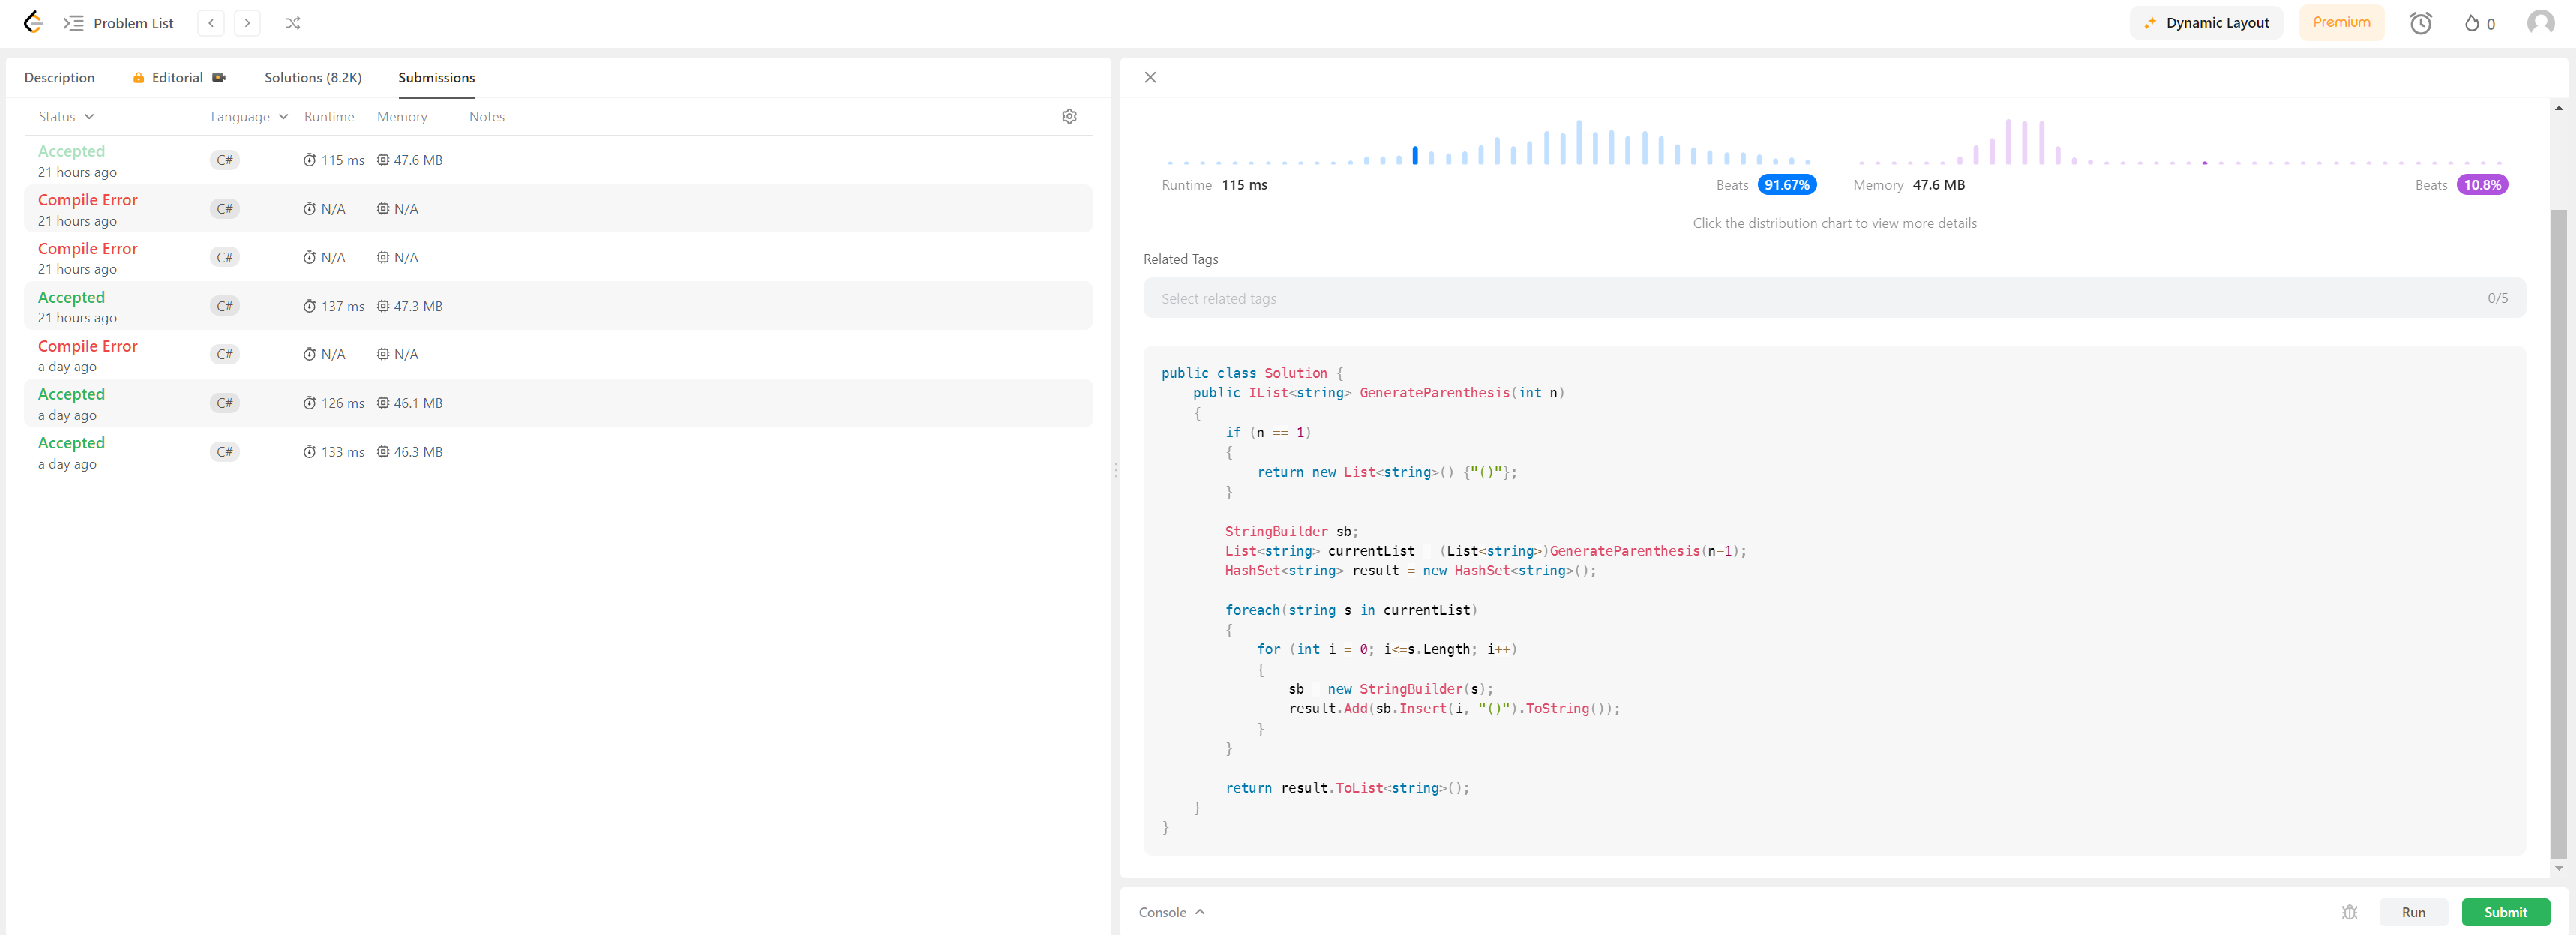 Problem List
Dynamic Layout
Premium
0
Description
Editorial
Solutions (8.2K)
Submissions
Status Language Runtime Memory Notes
Accepted
21 hours ago
C# 115 ms 47.6 MB
Compile Error
21 hours ago
C# N/A N/A
Compile Error
21 hours ago
C# N/A N/A
Accepted
21 hours ago
C# 137 ms 47.3 MB
Compile Error
a day ago
C# N/A N/A
Accepted
a day ago
C# 126 ms 46.1 MB
Accepted
a day ago
C# 133 ms 46.3 MB
Runtime 115 ms Beats 91.67%
Memory 47.6 MB Beats 10.8%
Click the distribution chart to view more details
Related Tags
Select related tags 0/5
public class Solution {
    public IList<string> GenerateParenthesis(int n)
    {
        if (n == 1)
        {
            return new List<string>() {"()"};
        }
        StringBuilder sb;
        List<string> currentList = (List<string>)GenerateParenthesis(n-1);
        HashSet<string> result = new HashSet<string>();
        foreach(string s in currentList)
        {
            for (int i = 0; i<=s.Length; i++)
            {
                sb = new StringBuilder(s);
                result.Add(sb.Insert(i, "()").ToString());
            }
        }
        return result.ToList<string>();
    }
}
Console
Run
Submit